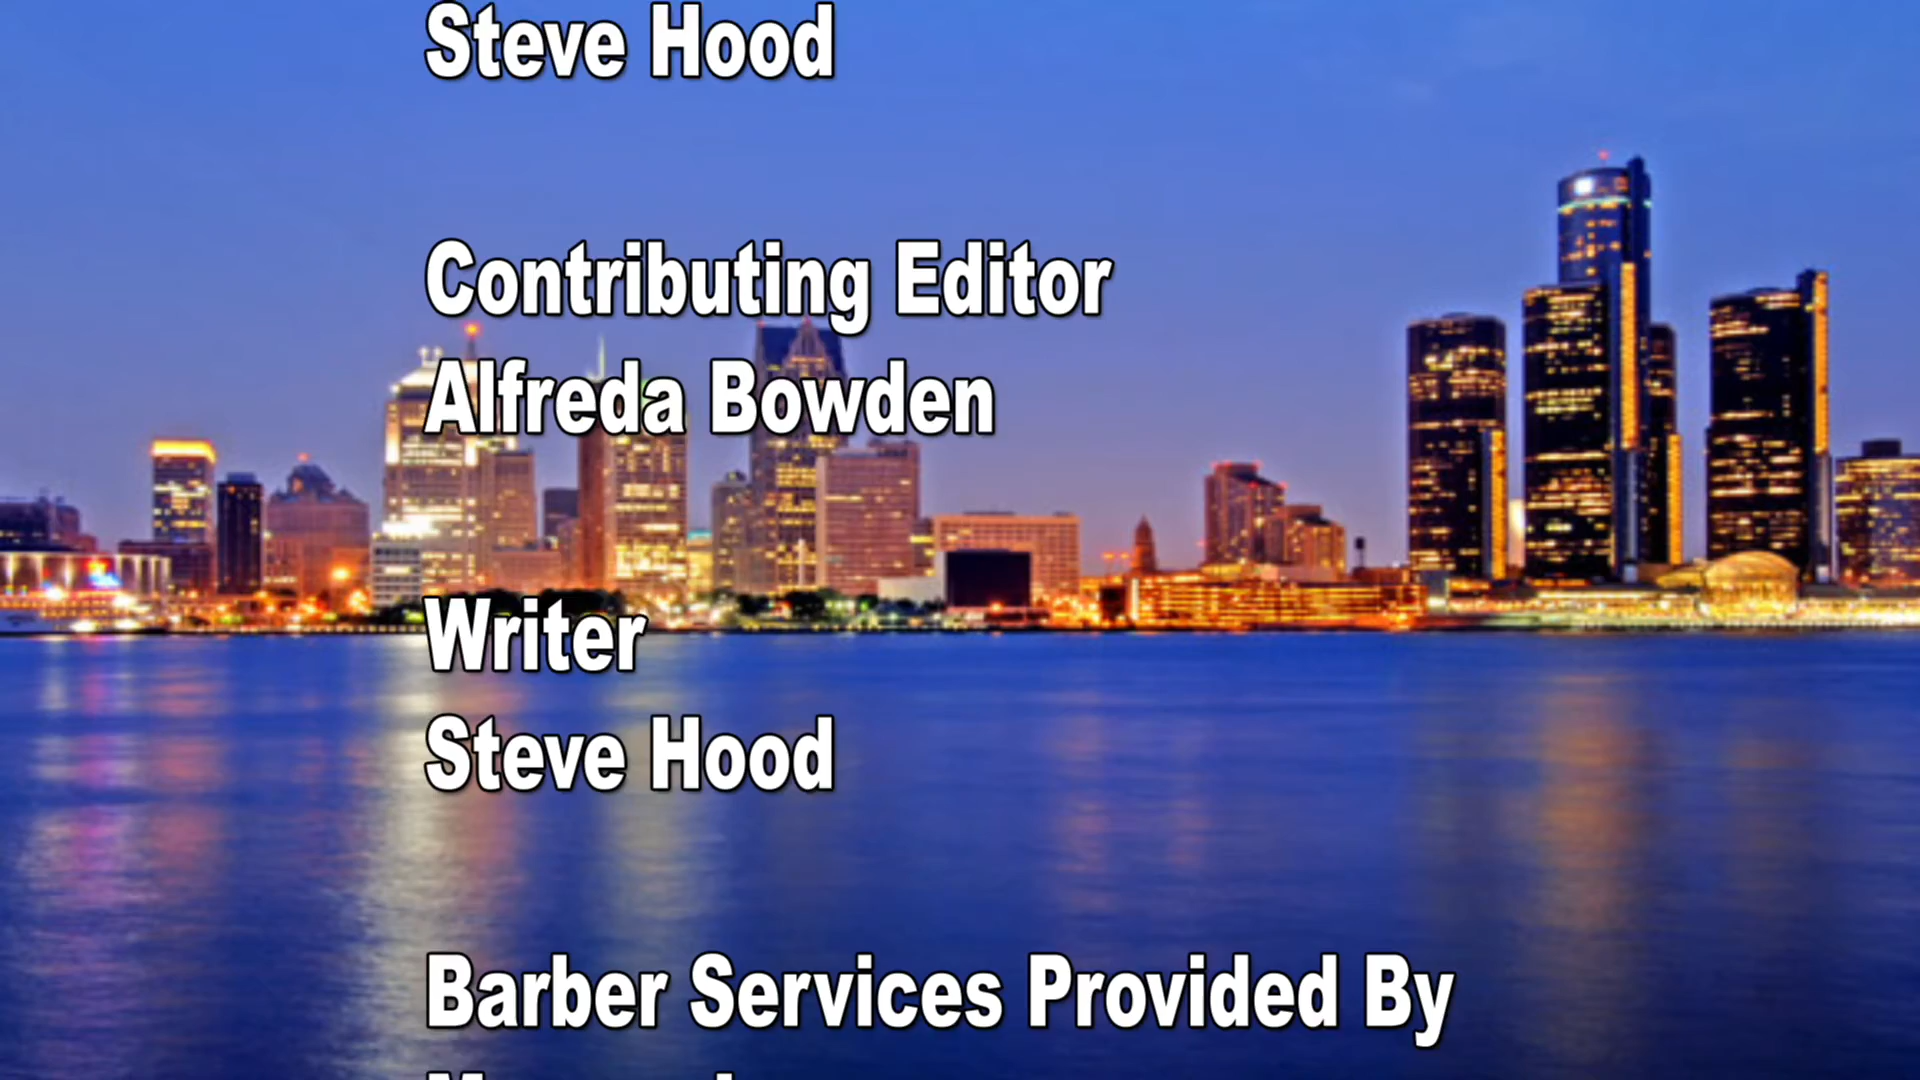 Steve Hood
Contributing Editor
Alfreda Bowden
Writer
Steve Hood
Barber Services Provided By